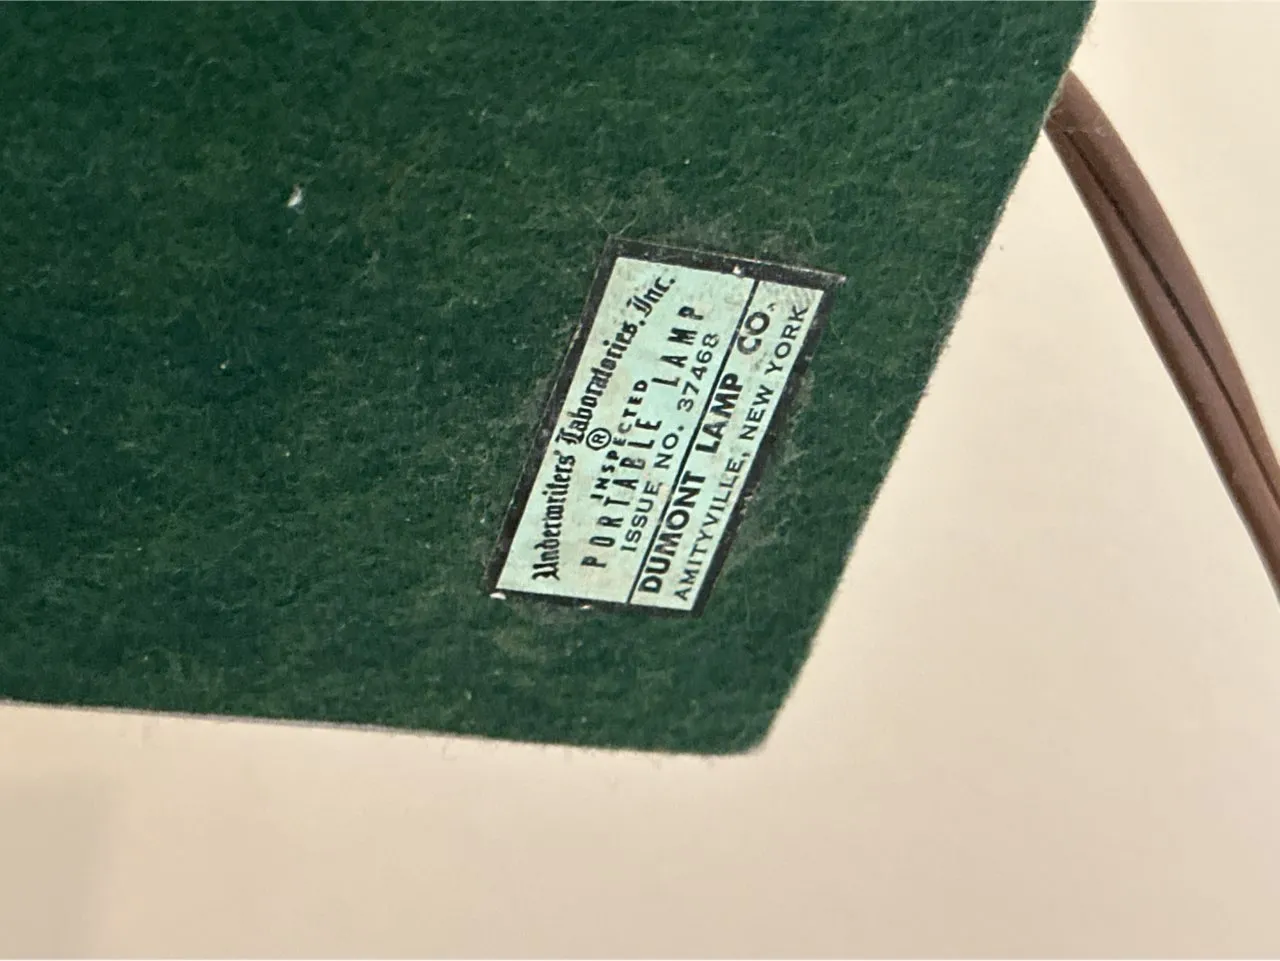 Underwriters' Laboratories, Inc.
®
INSPECTED
PORTABLE LAMP
ISSUE NO. 37468
DUMONT LAMP CO.
AMITYVILLE, NEW YORK